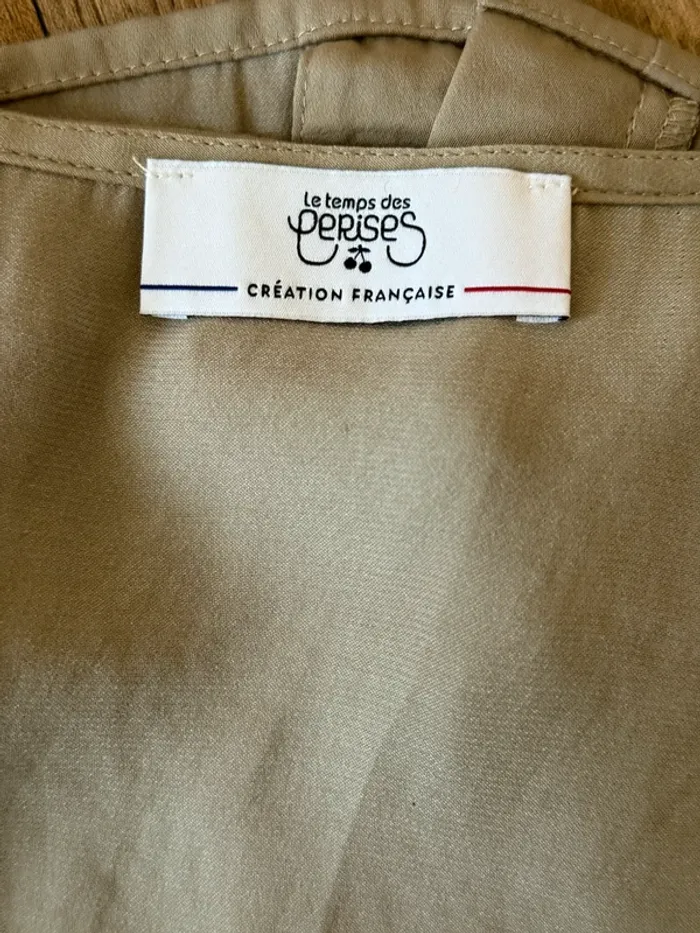 Le temps des
CERISES
CRÉATION FRANÇAISE